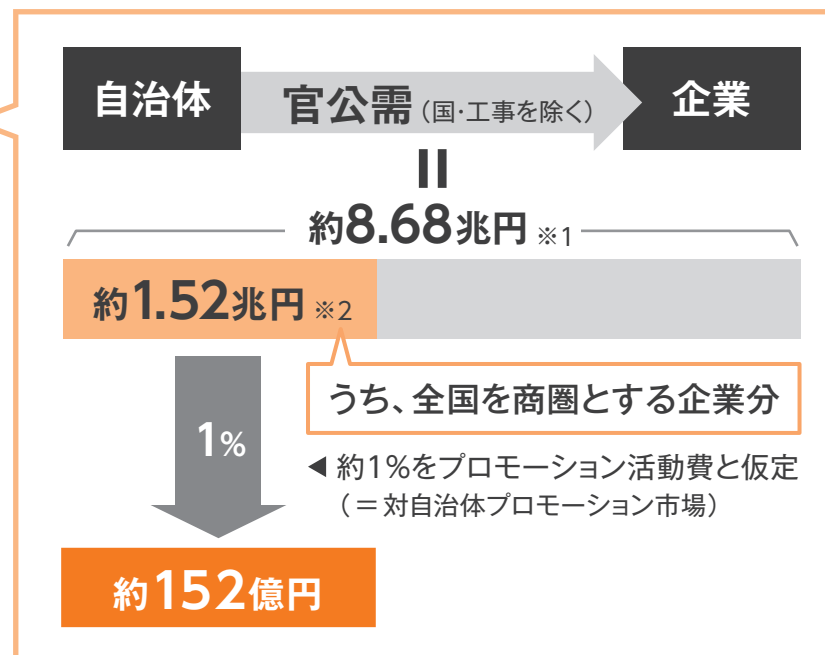 自治体 官公需(国・工事を除く) 企業
約8.68兆円 ※1
約1.52兆円 ※2
うち、全国を商圏とする企業分
1%
◀ 約1%をプロモーション活動費と仮定
(=対自治体プロモーション市場)
約152億円